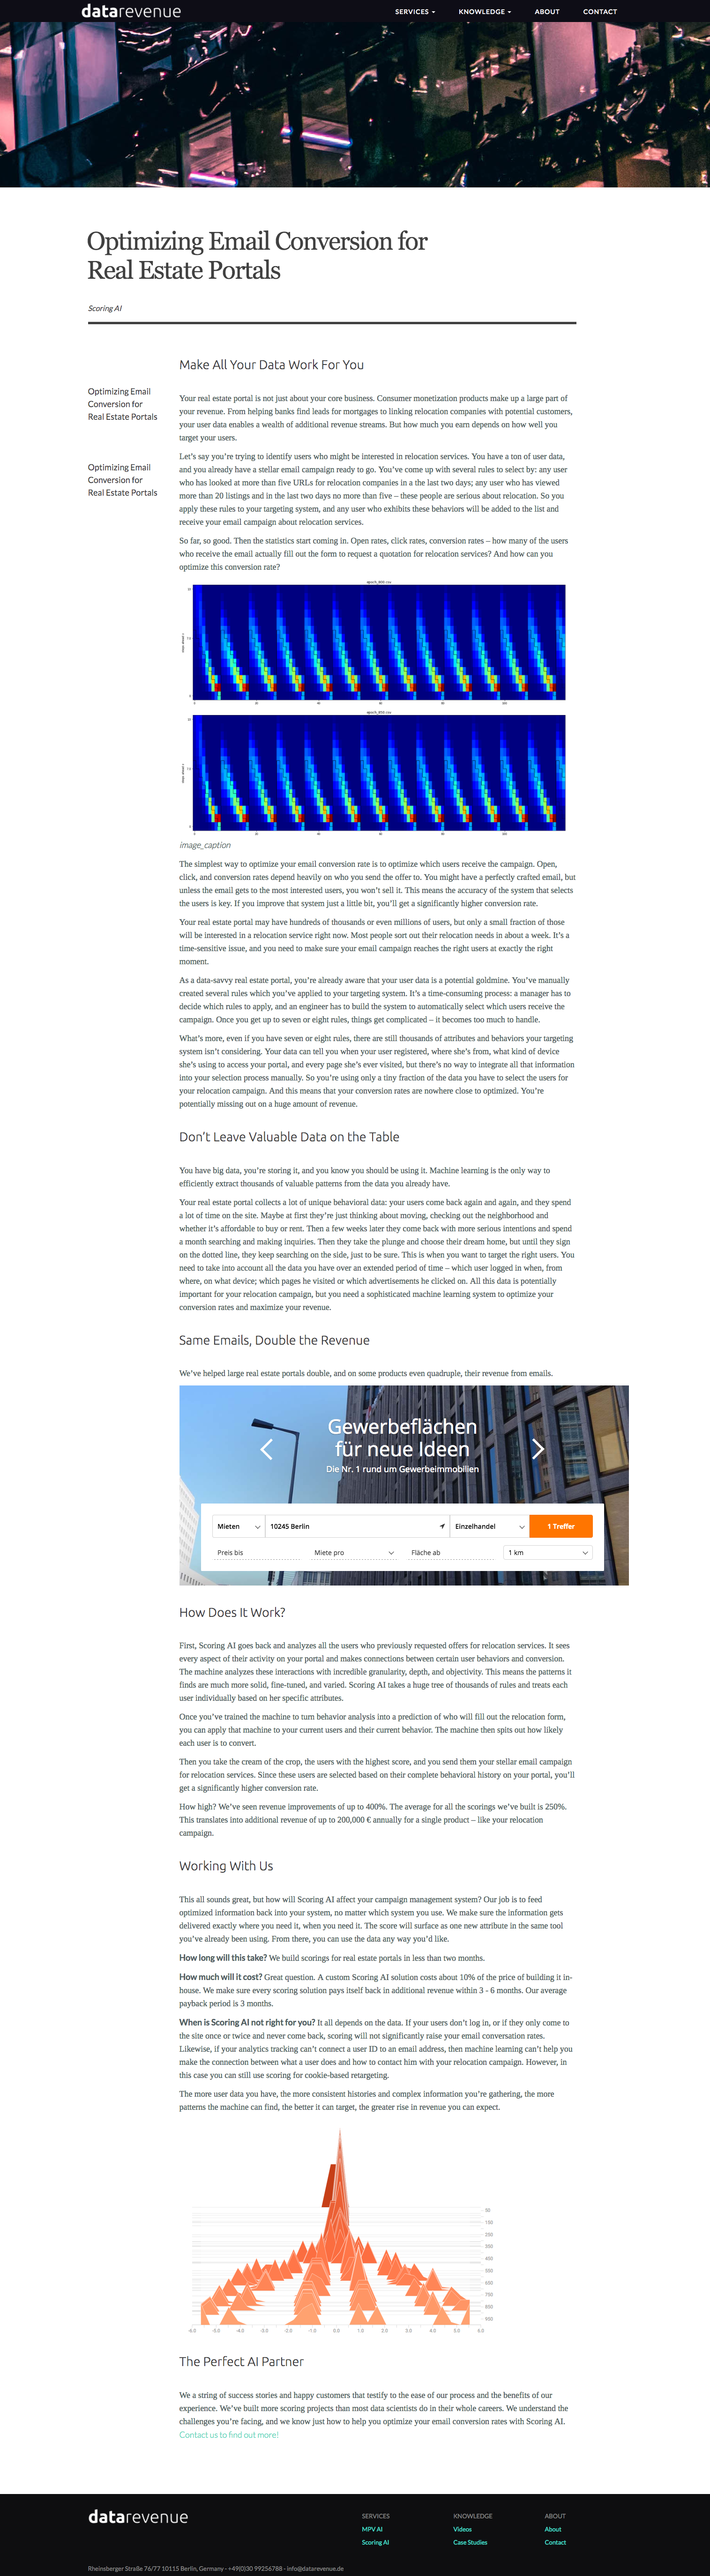 datarevenue
SERVICES KNOWLEDGE ABOUT CONTACT
Optimizing Email Conversion for
Real Estate Portals
Scoring AI
Optimizing Email
Conversion for
Real Estate Portals
Optimizing Email
Conversion for
Real Estate Portals
Make All Your Data Work For You
Your real estate portal is not just about your core business. Consumer monetization products make up a large part of
your revenue. From helping banks find leads for mortgages to linking relocation companies with potential customers,
your user data enables a wealth of additional revenue streams. But how much you earn depends on how well you
target your users.
Let's say you're trying to identify users who might be interested in relocation services. You have a ton of user data,
and you already have a stellar email campaign ready to go. You've come up with several rules to select by: any user
who has looked at more than five URLs for relocation companies in the last two days; any user who has viewed
more than 20 listings and in the last two days no more than five – these people are serious about relocation. So you
apply these rules to your targeting system, and any user who exhibits these behaviors will be added to the list and
receive your email campaign about relocation services.
So far, so good. Then the statistics start coming in. Open rates, click rates, conversion rates – how many of the users
who receive the email actually fill out the form to request a quotation for relocation services? And how can you
optimize this conversion rate?
image_caption
The simplest way to optimize your email conversion rate is to optimize which users receive the campaign. Open,
click, and conversion rates depend heavily on who you send the offer to. You might have a perfectly crafted email, but
unless the email gets to the most interested users, you won't sell it. This means the accuracy of the system that selects
the users is key. If you improve that system just a little bit, you'll get a significantly higher conversion rate.
Your real estate portal may have hundreds of thousands or even millions of users, but only a small fraction of those
will be interested in a relocation service right now. Most people sort out their relocation needs in about a week. It's a
time-sensitive issue, and you need to make sure your email campaign reaches the right users at exactly the right
moment.
As a data-savvy real estate portal, you're already aware that your user data is a potential goldmine. You've manually
created several rules which you've applied to your targeting system. It's a time-consuming process: a manager has to
decide which rules to apply, and an engineer has to build the system to automatically select which users receive the
campaign. Once you get up to seven or eight rules, things get complicated – it becomes too much to handle.
What's more, even if you have seven or eight rules, there are still thousands of attributes and behaviors your targeting
system isn't considering. Your data can tell you when your user registered, where she's from, what kind of device
she's using to access your portal, and every page she's ever visited, but there's no way to integrate all that information
into your selection process manually. So you're using only a tiny fraction of the data you have to select the users for
your relocation campaign. And this means that your conversion rates are nowhere close to optimized. You're
potentially missing out on a huge amount of revenue.
Don't Leave Valuable Data on the Table
You have big data, you're storing it, and you know you should be using it. Machine learning is the only way to
efficiently extract thousands of valuable patterns from the data you already have.
Your real estate portal collects a lot of unique behavioral data: your users come back again and again, and they spend
a lot of time on the site. Maybe at first they're just thinking about moving, checking out the neighborhood and
whether it's affordable to buy or rent. Then a few weeks later they come back with more serious intentions and spend
a month searching and making inquiries. Then they take the plunge and choose their dream home, but until they sign
on the dotted line, they keep searching on the side, just to be sure. This is when you want to target the right users. You
need to take into account all the data you have over an extended period of time – which user logged in when, from
where, on what device; which pages he visited or which advertisements he clicked on. All this data is potentially
important for your relocation campaign, but you need a sophisticated machine learning system to optimize your
conversion rates and maximize your revenue.
Same Emails, Double the Revenue
We've helped large real estate portals double, and on some products even quadruple, their revenue from emails.
Gewerbeflächen
für neue Ideen
Die Nr. 1 rund um Gewerbeimmobilien
Mieten 10245 Berlin Einzelhandel 1 Treffer
Preis bis Miete pro Fläche ab 1 km
How Does It Work?
First, Scoring AI goes back and analyzes all the users who previously requested offers for relocation services. It sees
every aspect of their activity on your portal and makes connections between certain user behaviors and conversion.
The machine analyzes these interactions with incredible granularity, depth, and objectivity. This means the patterns it
finds are much more solid, fine-tuned, and varied. Scoring AI takes a huge tree of thousands of rules and treats each
user individually based on her specific attributes.
Once you've trained the machine to turn behavior analysis into a prediction of who will fill out the relocation form,
you can apply that machine to your current users and their current behavior. The machine then spits out how likely
each user is to convert.
Then you take the cream of the crop, the users with the highest score, and you send them your stellar email campaign
for relocation services. Since these users are selected based on their complete behavioral history on your portal, you'll
get a significantly higher conversion rate.
How high? We've seen revenue improvements of up to 400%. The average for all the scorings we've built is 250%.
This translates into additional revenue of up to 200,000 € annually for a single product – like your relocation
campaign.
Working With Us
This all sounds great, but how will Scoring AI affect your campaign management system? Our job is to feed
optimized information back into your system, no matter which system you use. We make sure the information gets
delivered exactly where you need it, when you need it. The score will surface as one new attribute in the same tool
you've already been using. From there, you can use the data any way you'd like.
How long will this take? We build scorings for real estate portals in less than two months.
How much will it cost? Great question. A custom Scoring AI solution costs about 10% of the price of building it in-
house. We make sure every scoring solution pays itself back in additional revenue within 3 - 6 months. Our average
payback period is 3 months.
When is Scoring AI not right for you? It all depends on the data. If your users don't log in, or if they only come to
the site once or twice and never come back, scoring will not significantly raise your email conversation rates.
Likewise, if your analytics tracking can't connect a user ID to an email address, then machine learning can't help you
make the connection between what a user does and how to contact him with your relocation campaign. However, in
this case you can still use scoring for cookie-based retargeting.
The more user data you have, the more consistent histories and complex information you're gathering, the more
patterns the machine can find, the better it can target, the greater rise in revenue you can expect.
50
150
250
350
450
550
650
750
850
950
-6.0 -5.0 -4.0 -3.0 -2.0 -1.0 0.0 1.0 2.0 3.0 4.0 5.0 6.0
The Perfect AI Partner
We a string of success stories and happy customers that testify to the ease of our process and the benefits of our
experience. We've built more scoring projects than most data scientists do in their whole careers. We understand the
challenges you're facing, and we know just how to help you optimize your email conversion rates with Scoring AI.
Contact us to find out more!
datarevenue
SERVICES KNOWLEDGE ABOUT
MPV AI Videos About
Scoring AI Case Studies Contact
Rheinsberger Straße 76/77 10115 Berlin, Germany - +49(0)30 99256788 - info@datarevenue.de